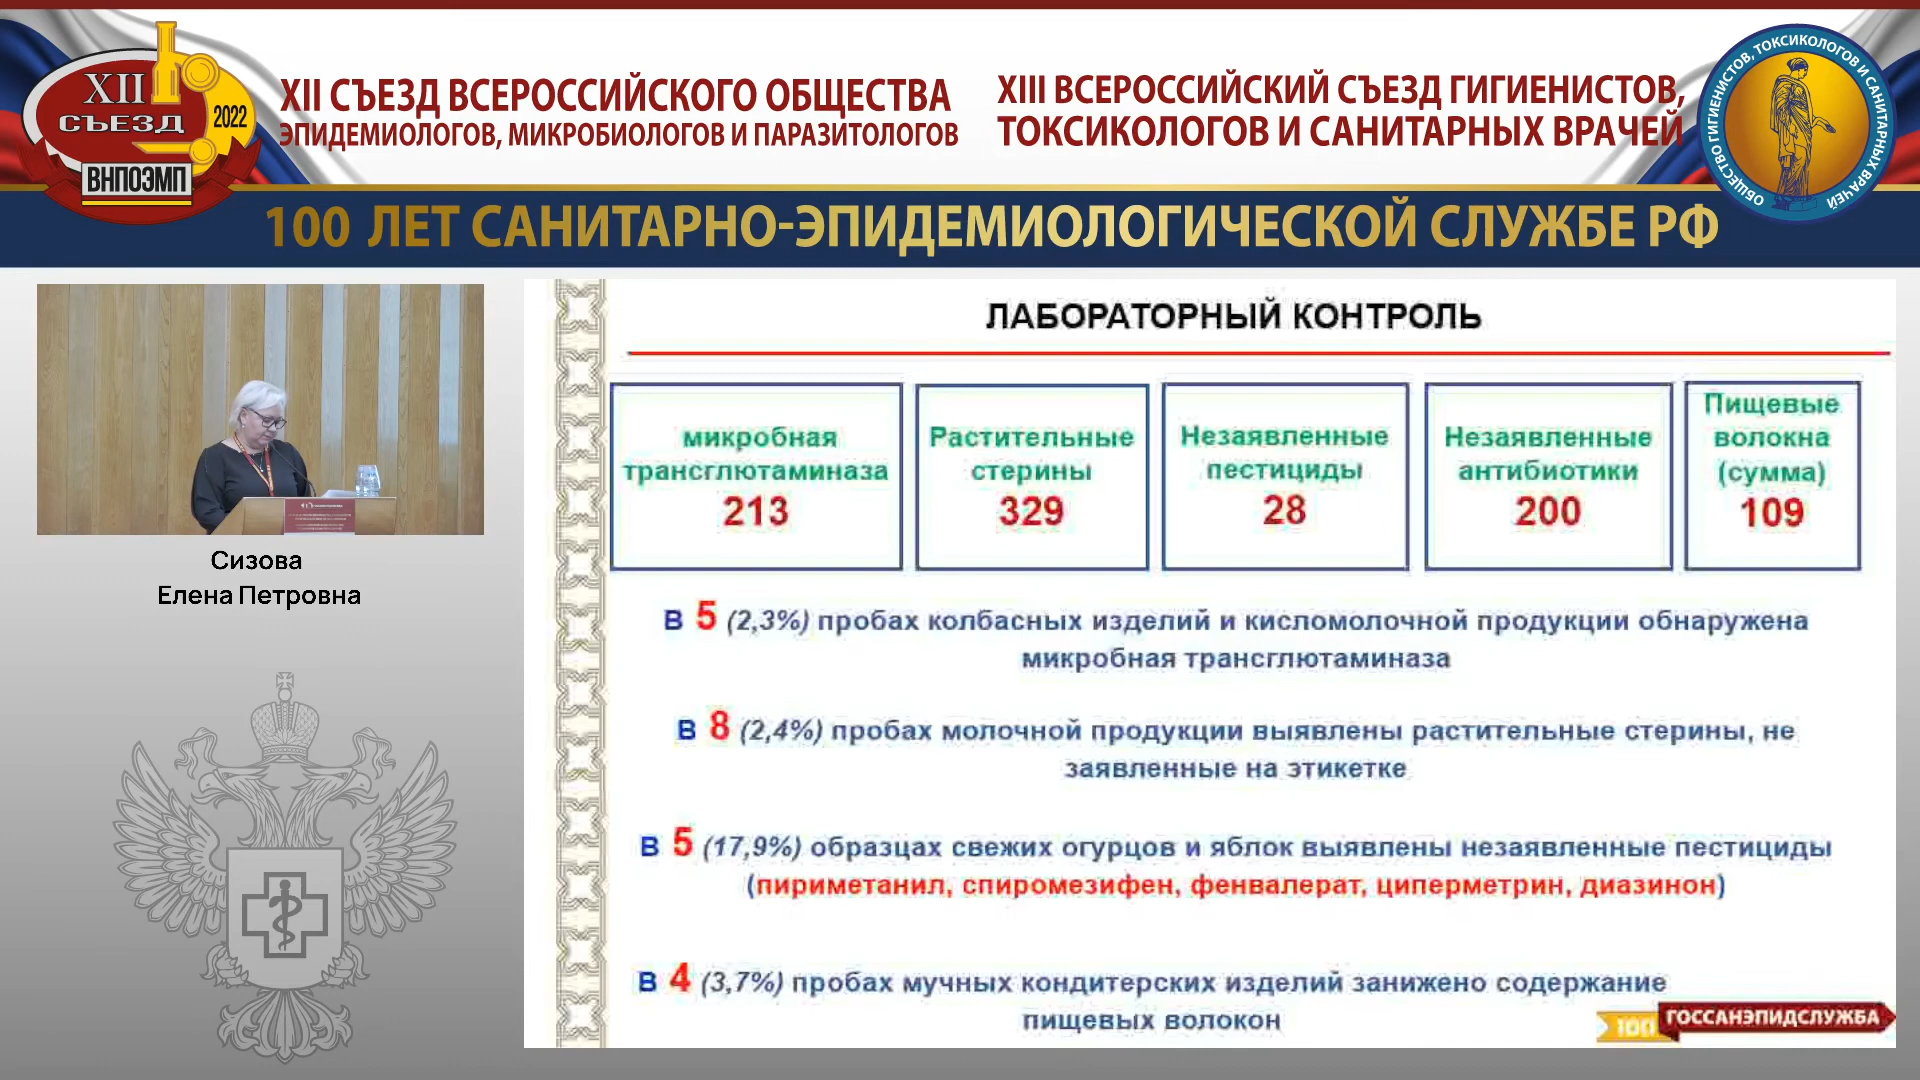 XII
СЪЕЗД
2022
ВНПОЭМП
XII СЪЕЗД ВСЕРОССИЙСКОГО ОБЩЕСТВА
ЭПИДЕМИОЛОГОВ, МИКРОБИОЛОГОВ И ПАРАЗИТОЛОГОВ
XIII ВСЕРОССИЙСКИЙ СЪЕЗД ГИГИЕНИСТОВ,
ТОКСИКОЛОГОВ И САНИТАРНЫХ ВРАЧЕЙ
ОБЩЕСТВО ГИГИЕНИСТОВ, ТОКСИКОЛОГОВ И САНИТАРНЫХ ВРАЧЕЙ
100 ЛЕТ САНИТАРНО-ЭПИДЕМИОЛОГИЧЕСКОЙ СЛУЖБЕ РФ
Сизова
Елена Петровна
ЛАБОРАТОРНЫЙ КОНТРОЛЬ
микробная
трансглютаминаза
213
Растительные
стерины
329
Незаявленные
пестициды
28
Незаявленные
антибиотики
200
Пищевые
волокна
(сумма)
109
В 5 (2,3%) пробах колбасных изделий и кисломолочной продукции обнаружена
микробная трансглютаминаза
В 8 (2,4%) пробах молочной продукции выявлены растительные стерины, не
заявленные на этикетке
В 5 (17,9%) образцах свежих огурцов и яблок выявлены незаявленные пестициды
(пириметанил, спиромезифен, фенвалерат, циперметрин, диазинон)
В 4 (3,7%) пробах мучных кондитерских изделий занижено содержание
пищевых волокон
100 ГОССАНЭПИДСЛУЖБА